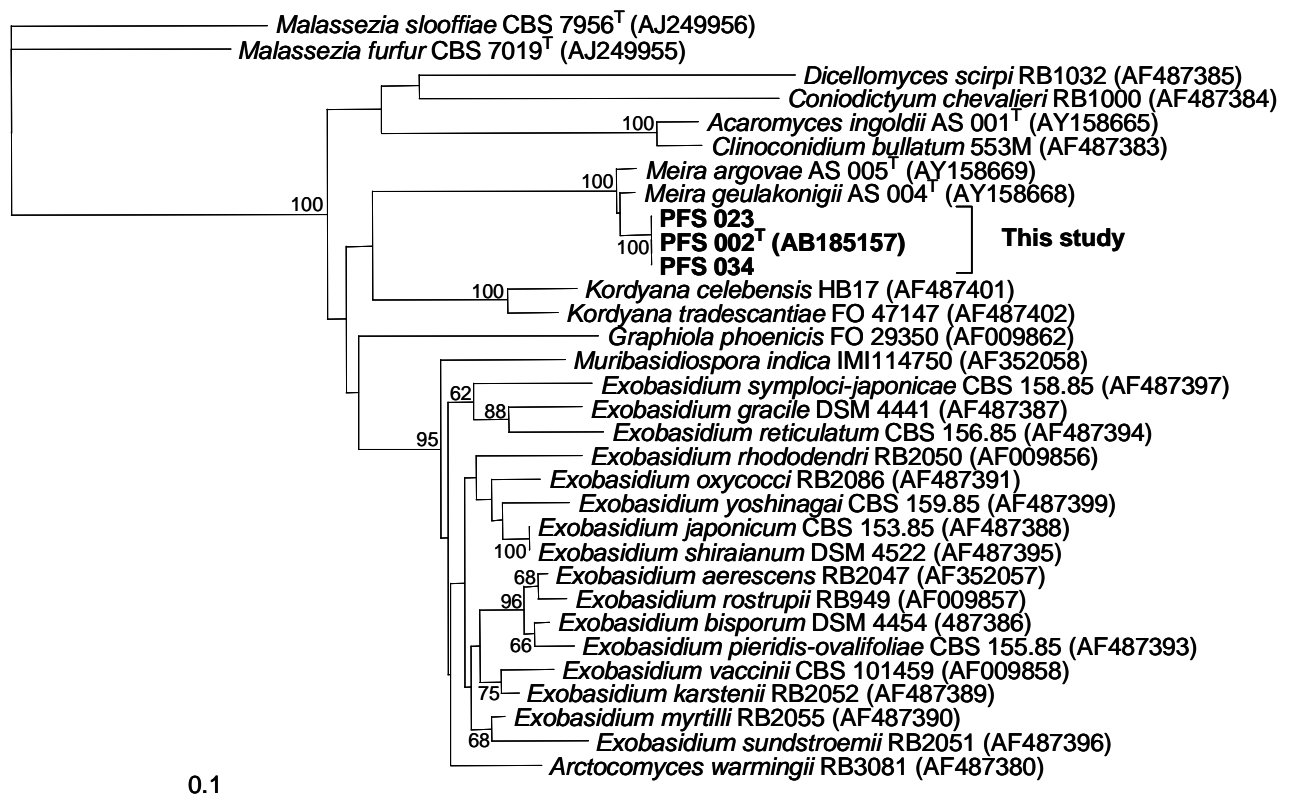 Malassezia slooffiae CBS 7956T (AJ249956)
Malassezia furfur CBS 7019T (AJ249955)
Dicellomyces scirpi RB1032 (AF487385)
Coniodictyum chevalieri RB1000 (AF487384)
100 Acaromyces ingoldii AS 001T (AY158665)
Clinoconidium bullatum 553M (AF487383)
Meira argovae AS 005T (AY158669)
100
Meira geulakonigii AS 004T (AY158668)
100
PFS 023
PFS 002T (AB185157)
This study
100
PFS 034
Kordyana celebensis HB17 (AF487401)
100
Kordyana tradescantiae FO 47147 (AF487402)
Graphiola phoenicis FO 29350 (AF009862)
Muribasidiospora indica IMI114750 (AF352058)
Exobasidium symploci-japonicae CBS 158.85 (AF487397)
62
88 Exobasidium gracile DSM 4441 (AF487387)
Exobasidium reticulatum CBS 156.85 (AF487394)
95
Exobasidium rhododendri RB2050 (AF009856)
Exobasidium oxycocci RB2086 (AF487391)
Exobasidium yoshinagai CBS 159.85 (AF487399)
Exobasidium japonicum CBS 153.85 (AF487388)
100 Exobasidium shiraianum DSM 4522 (AF487395)
68 Exobasidium aerescens RB2047 (AF352057)
96 Exobasidium rostrupii RB949 (AF009857)
Exobasidium bisporum DSM 4454 (487386)
66 Exobasidium pieridis-ovalifoliae CBS 155.85 (AF487393)
Exobasidium vaccinii CBS 101459 (AF009858)
75 Exobasidium karstenii RB2052 (AF487389)
Exobasidium myrtilli RB2055 (AF487390)
68 Exobasidium sundstroemii RB2051 (AF487396)
Arctocomyces warmingii RB3081 (AF487380)
0.1